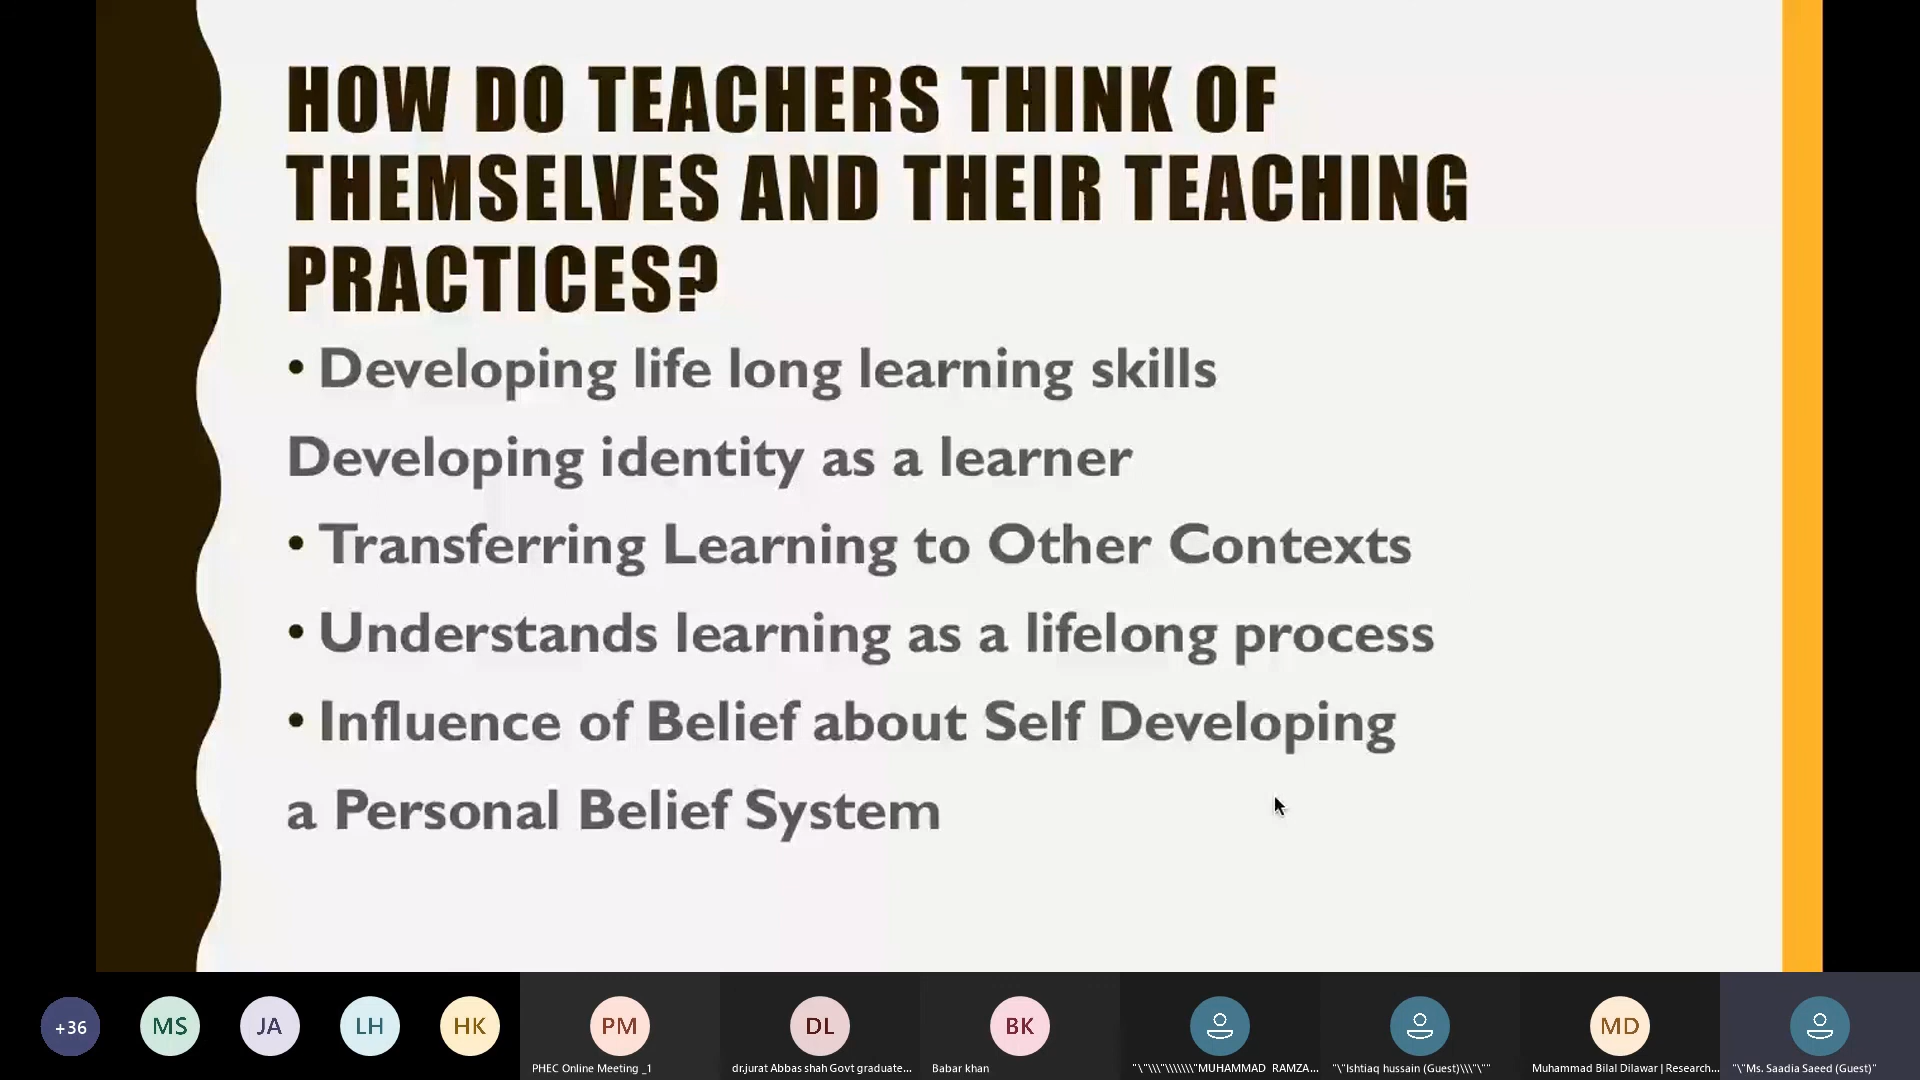 HOW DO TEACHERS THINK OF
THEMSELVES AND THEIR TEACHING
PRACTICES?
• Developing life long learning skills
Developing identity as a learner
• Transferring Learning to Other Contexts
• Understands learning as a lifelong process
• Influence of Belief about Self Developing
a Personal Belief System
+36
MS
JA
LH
HK
PM
DL
BK
MD
PHEC Online Meeting _1
dr.jurat Abbas shah Govt graduate...
Babar khan
"\"\\\"\\\\\\\"MUHAMMAD RAMZA...
"\"Ishtiaq hussain (Guest)\\\"\""
Muhammad Bilal Dilawar | Research...
"\"Ms. Saadia Saeed (Guest)"